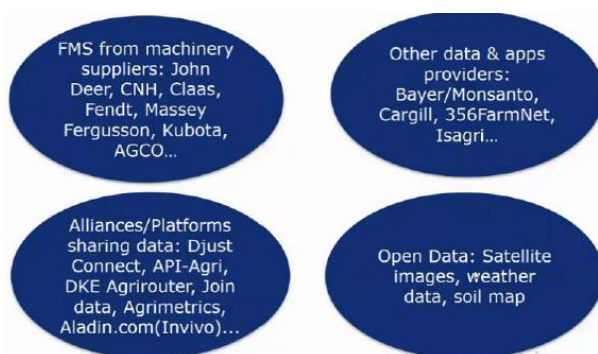 FMS from machinery
suppliers: John
Deer, CNH, Claas,
Fendt, Massey
Fergusson, Kubota,
AGCO...
Other data & apps
providers:
Bayer/Monsanto,
Cargill, 356FarmNet,
Isagri...
Alliances/Platforms
sharing data: Djust
Connect, API-Agri,
DKE Agrirouter, Join
data, Agrimetrics,
Aladin.com(Invivo)...
Open Data: Satellite
images, weather
data, soil map